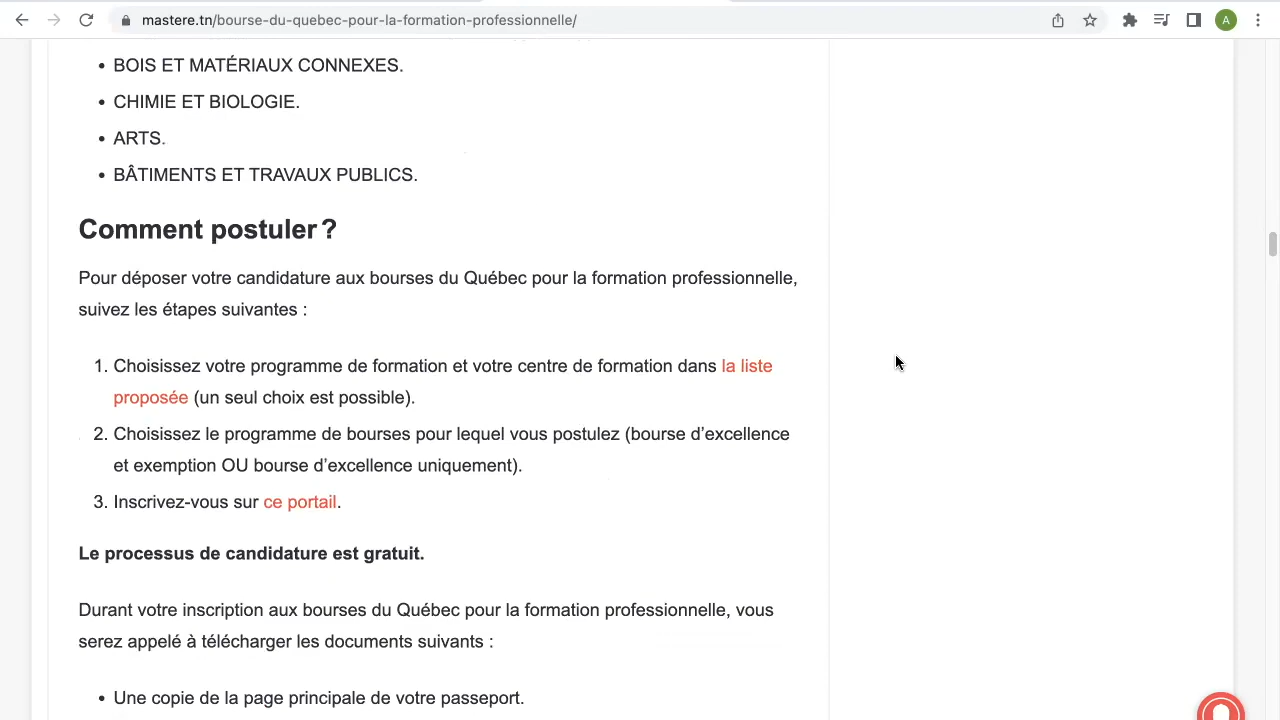 mastere.tn/bourse-du-quebec-pour-la-formation-professionnelle/
A
• BOIS ET MATÉRIAUX CONNEXES.
• CHIMIE ET BIOLOGIE.
• ARTS.
• BÂTIMENTS ET TRAVAUX PUBLICS.
Comment postuler ?
Pour déposer votre candidature aux bourses du Québec pour la formation professionnelle,
suivez les étapes suivantes :
1. Choisissez votre programme de formation et votre centre de formation dans la liste
proposée (un seul choix est possible).
2. Choisissez le programme de bourses pour lequel vous postulez (bourse d’excellence
et exemption OU bourse d’excellence uniquement).
3. Inscrivez-vous sur ce portail.
Le processus de candidature est gratuit.
Durant votre inscription aux bourses du Québec pour la formation professionnelle, vous
serez appelé à télécharger les documents suivants :
• Une copie de la page principale de votre passeport.